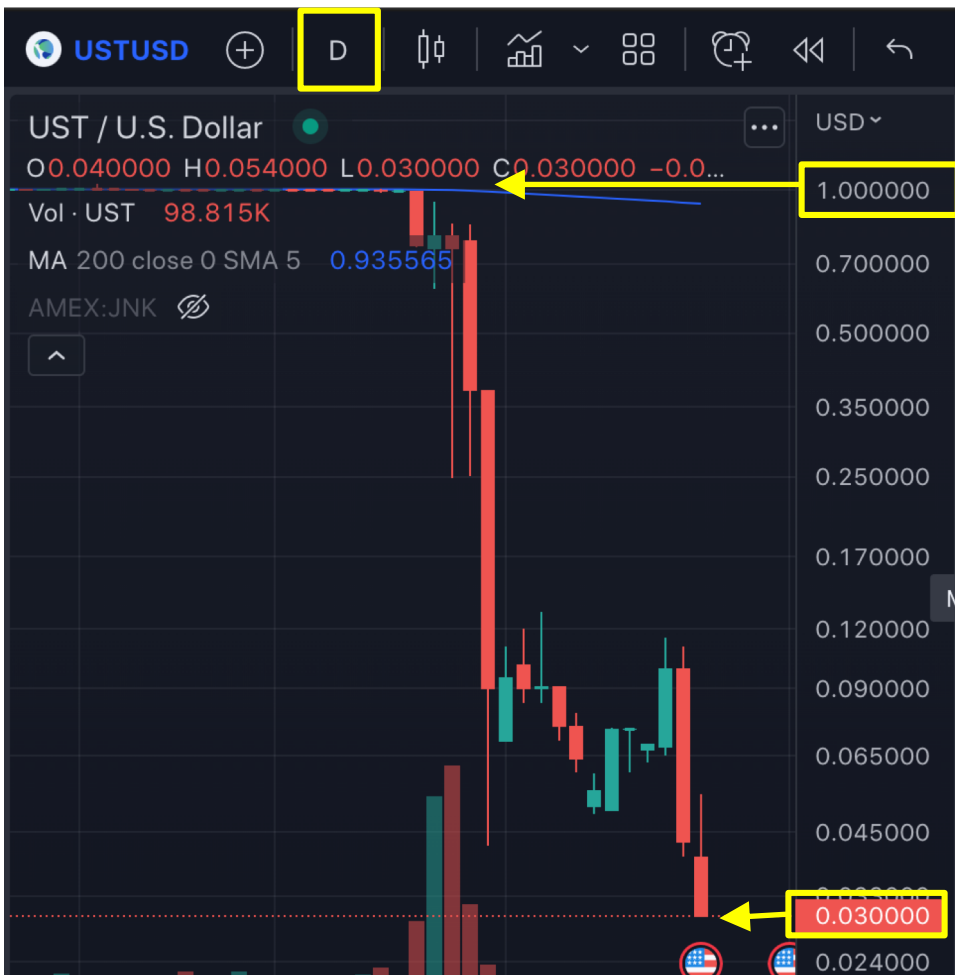 USTUSD D
UST / U.S. Dollar
USD
O0.040000 H0.054000 L0.030000 C0.030000 −0.0...
1.000000
Vol · UST 98.815K
MA 200 close 0 SMA 5 0.935565
0.700000
AMEX:JNK
0.500000
0.350000
0.250000
0.170000
M
0.120000
0.090000
0.065000
0.045000
0.030000
0.024000